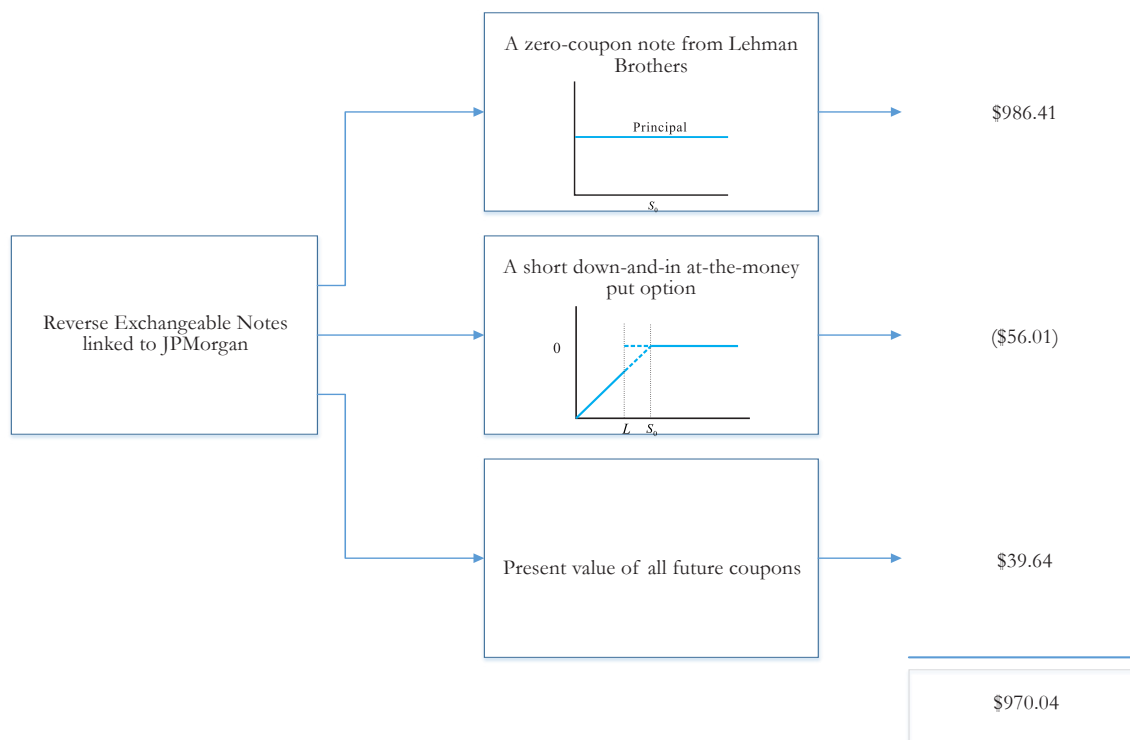 A zero-coupon note from Lehman
Brothers
Principal
S₀
$986.41
Reverse Exchangeable Notes
linked to JPMorgan
A short down-and-in at-the-money
put option
0
L S₀
($56.01)
Present value of all future coupons
$39.64
$970.04